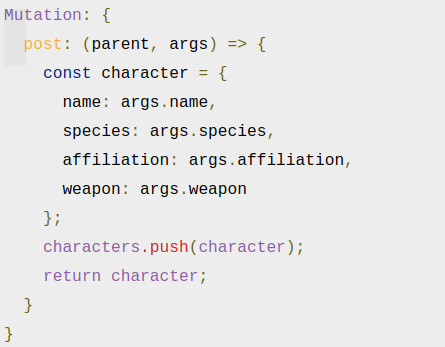 Mutation: {
  post: (parent, args) => {
    const character = {
      name: args.name,
      species: args.species,
      affiliation: args.affiliation,
      weapon: args.weapon
    };
    characters.push(character);
    return character;
  }
}